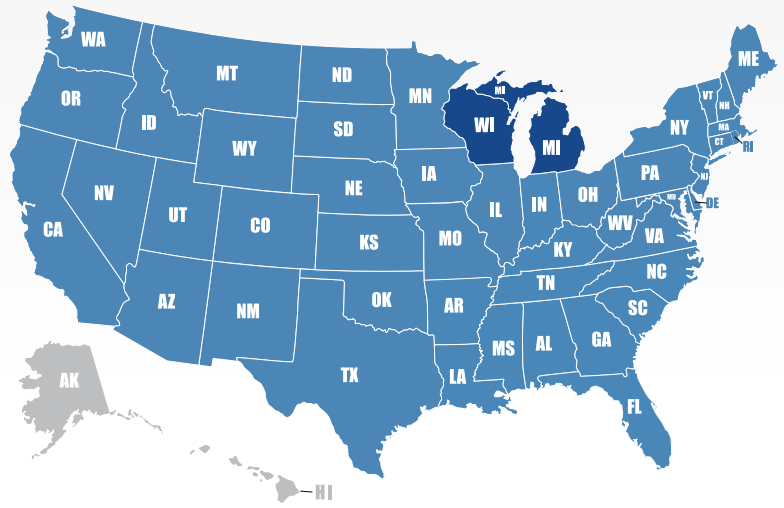 WA
MT
ND
MN
MI
ME
VT
NH
OR
ID
SD
WI
MI
NY
MA
CT
RI
WY
IA
PA
NJ
NV
NE
OH
MD
DE
UT
CO
IL
IN
WV
VA
CA
KS
MO
KY
AZ
NM
OK
TN
NC
AR
SC
MS
AL
GA
TX
LA
AK
FL
HI